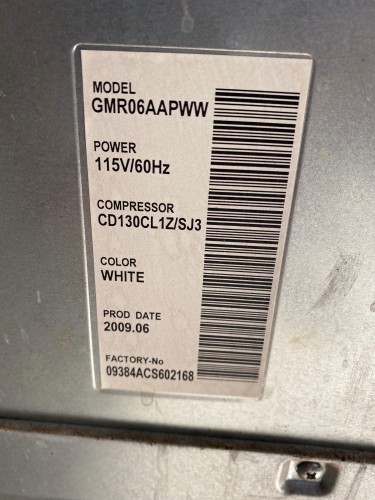 MODEL
GMR06AAPWW
POWER
115V/60Hz
COMPRESSOR
CD130CL1Z/SJ3
COLOR
WHITE
PROD DATE
2009.06
FACTORY-No
09384ACS602168